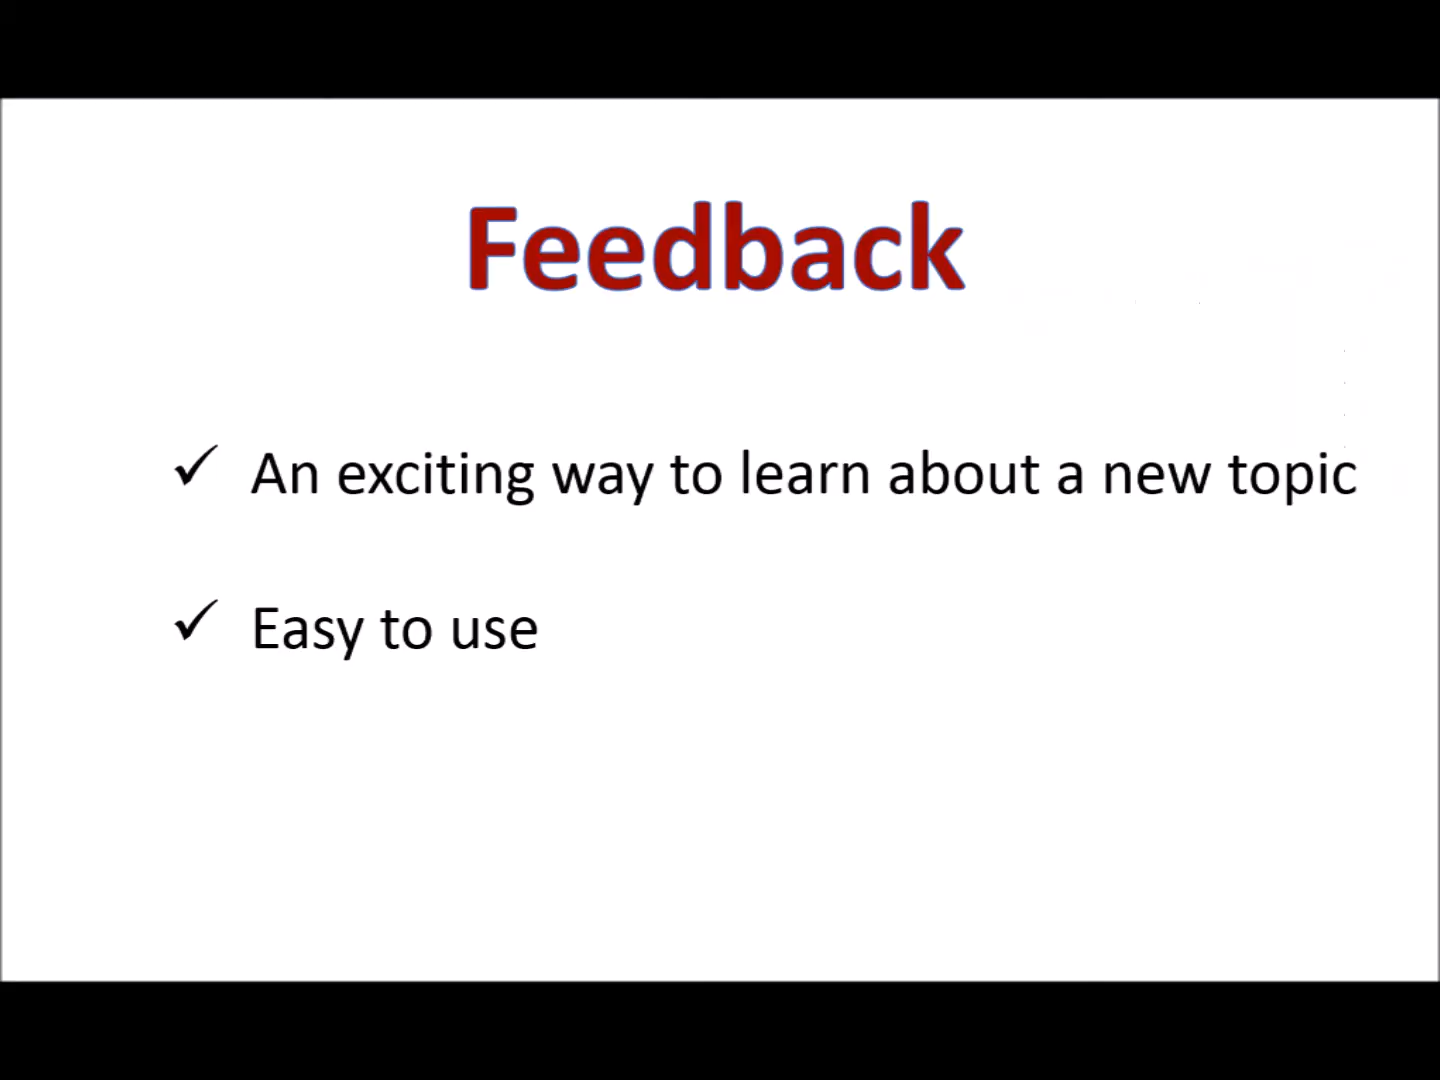 Feedback
✓ An exciting way to learn about a new topic
✓ Easy to use